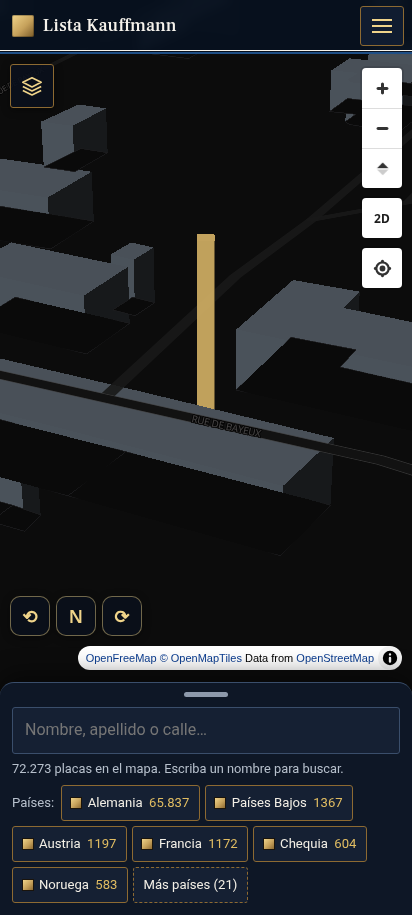 Lista Kauffmann
2D
RUE DE BAYEUX
N
OpenFreeMap © OpenMapTiles Data from OpenStreetMap
Nombre, apellido o calle…
72.273 placas en el mapa. Escriba un nombre para buscar.
Países: Alemania 65.837 Países Bajos 1367
Austria 1197 Francia 1172 Chequia 604
Noruega 583 Más países (21)